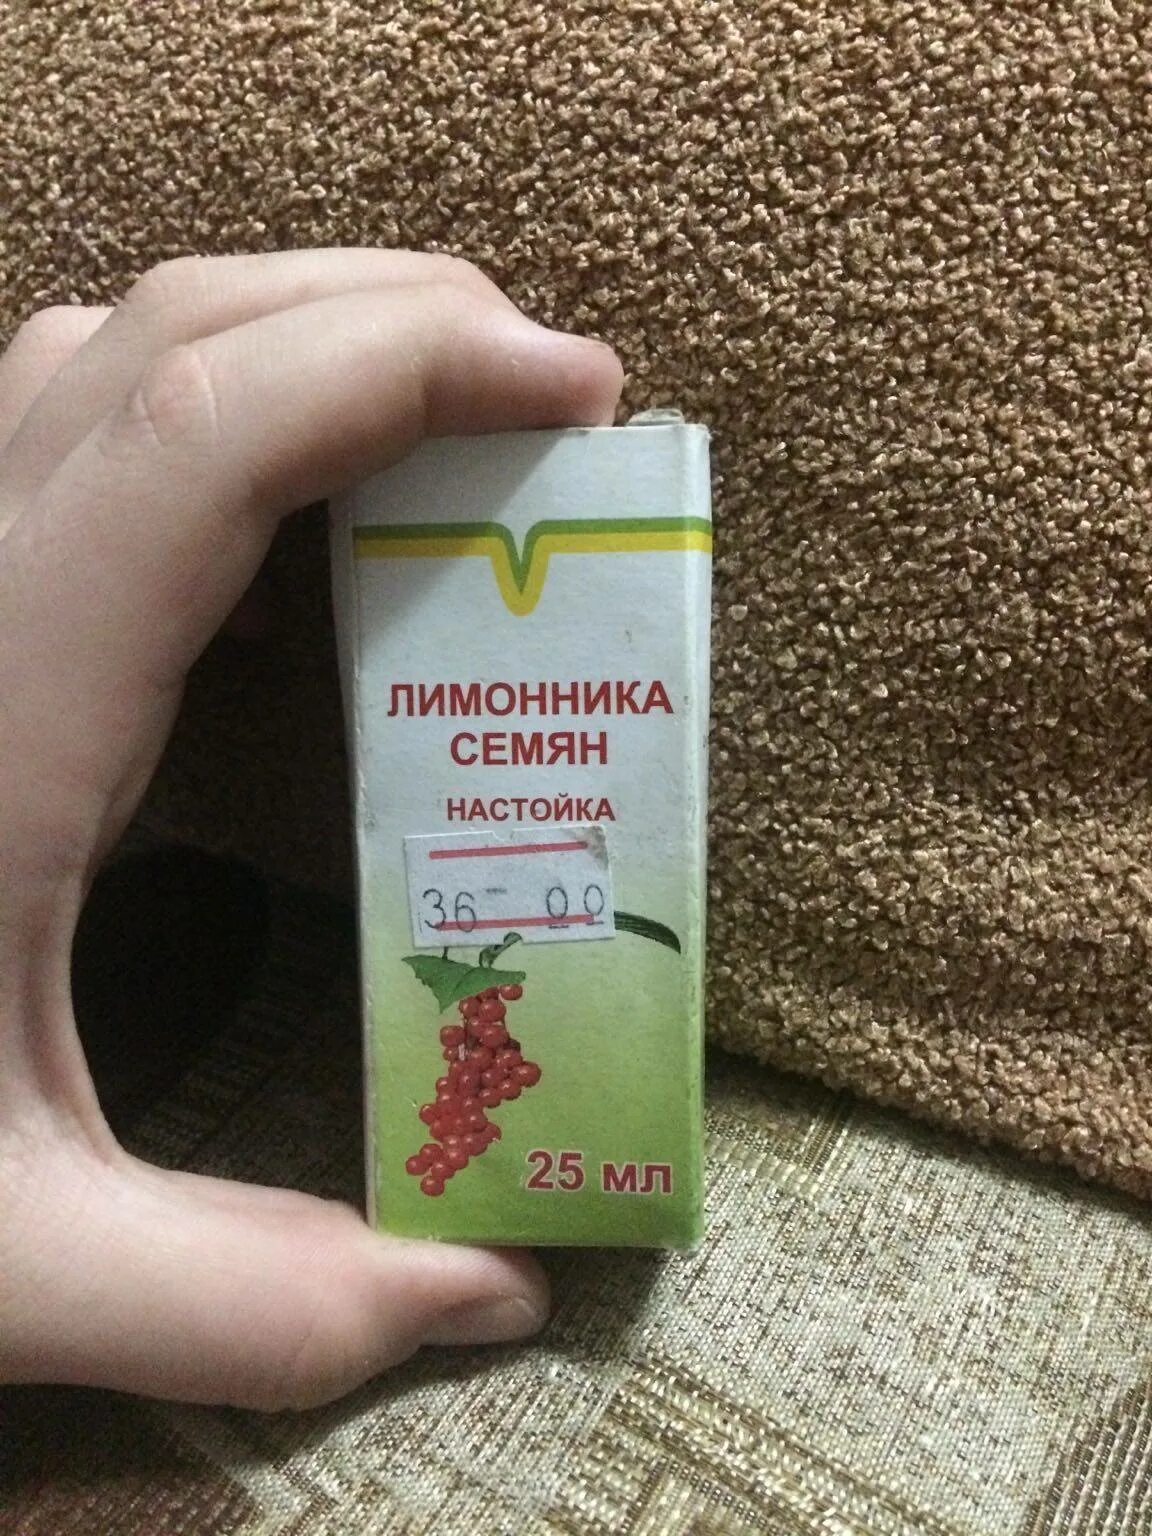 ЛИМОННИКА
СЕМЯН
НАСТОЙКА
36 - 00
25 мл